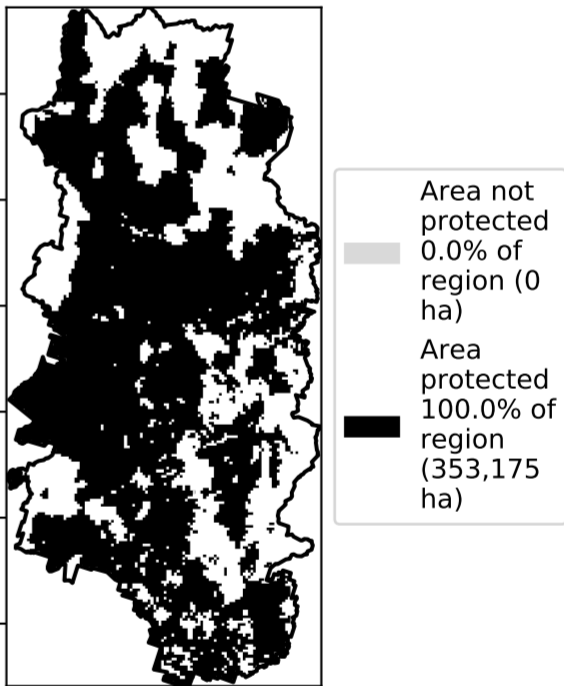 Area not
protected
0.0% of
region (0
ha)
Area
protected
100.0% of
region
(353,175
ha)